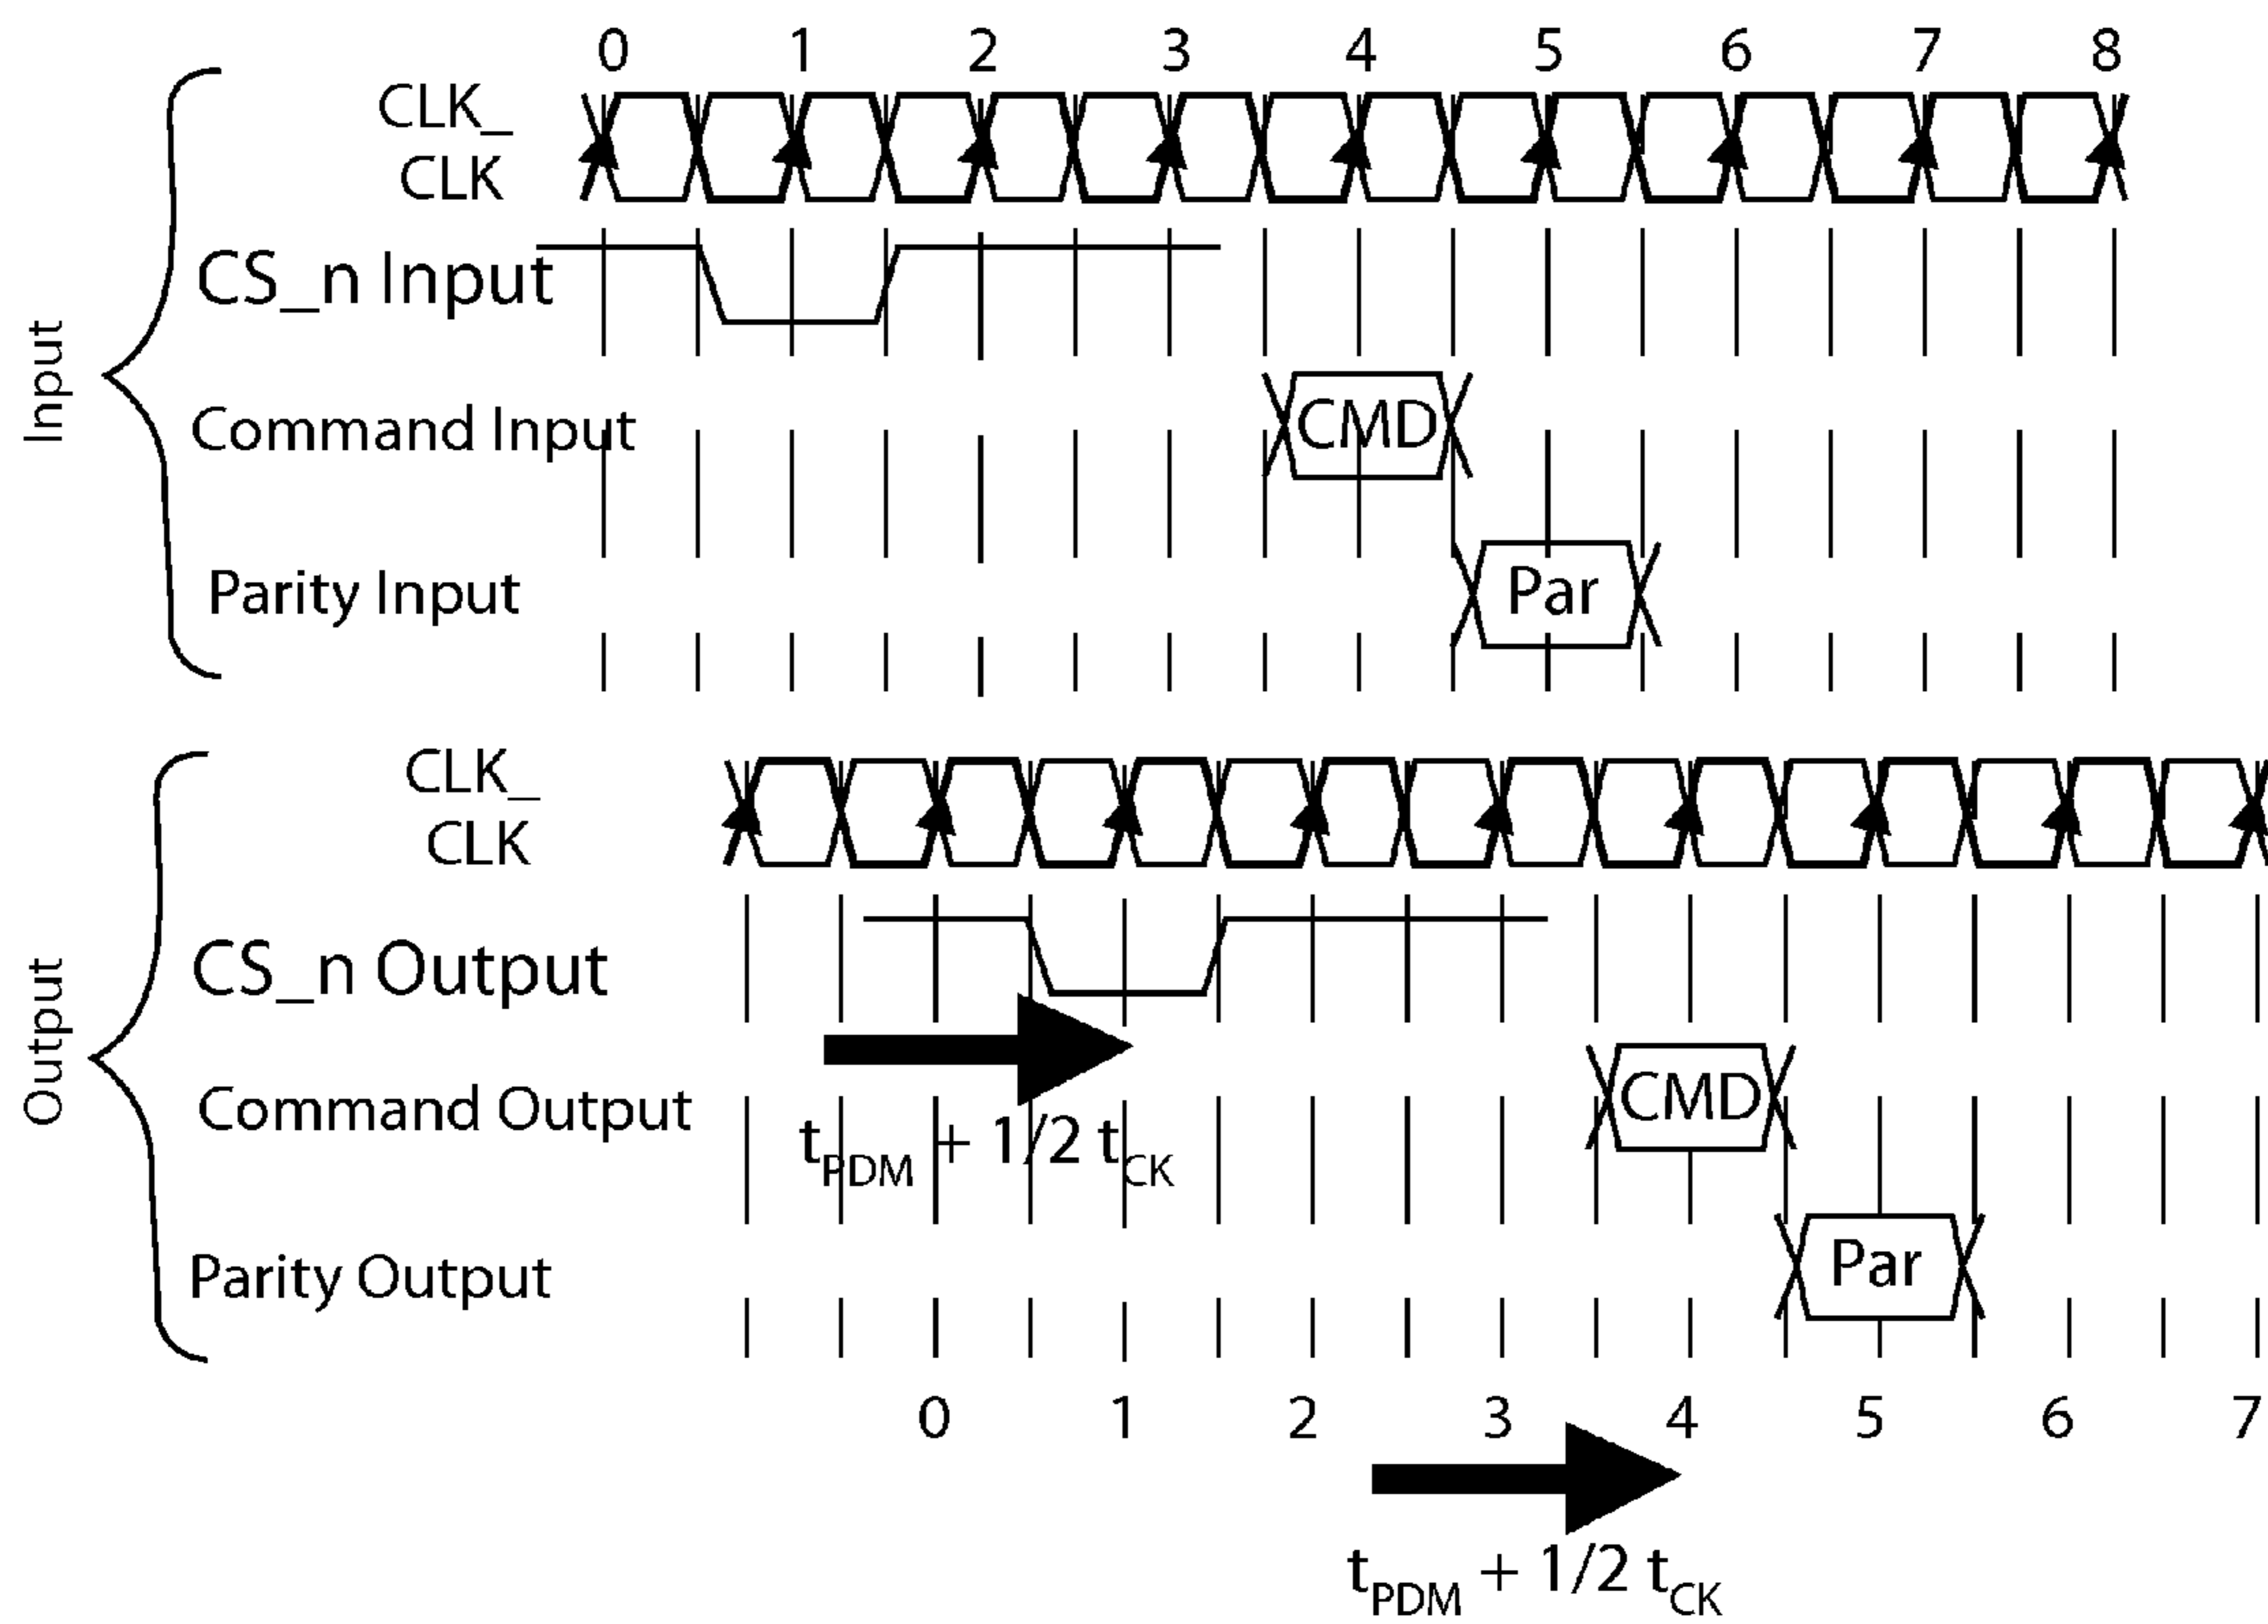 0 1 2 3 4 5 6 7 8
CLK_
CLK
CS_n Input
Input
Command Input
CMD
Parity Input
Par
CLK_
CLK
CS_n Output
Output
Command Output
CMD
tPDM + 1/2 tCK
Parity Output
Par
0 1 2 3 4 5 6 7
tPDM + 1/2 tCK